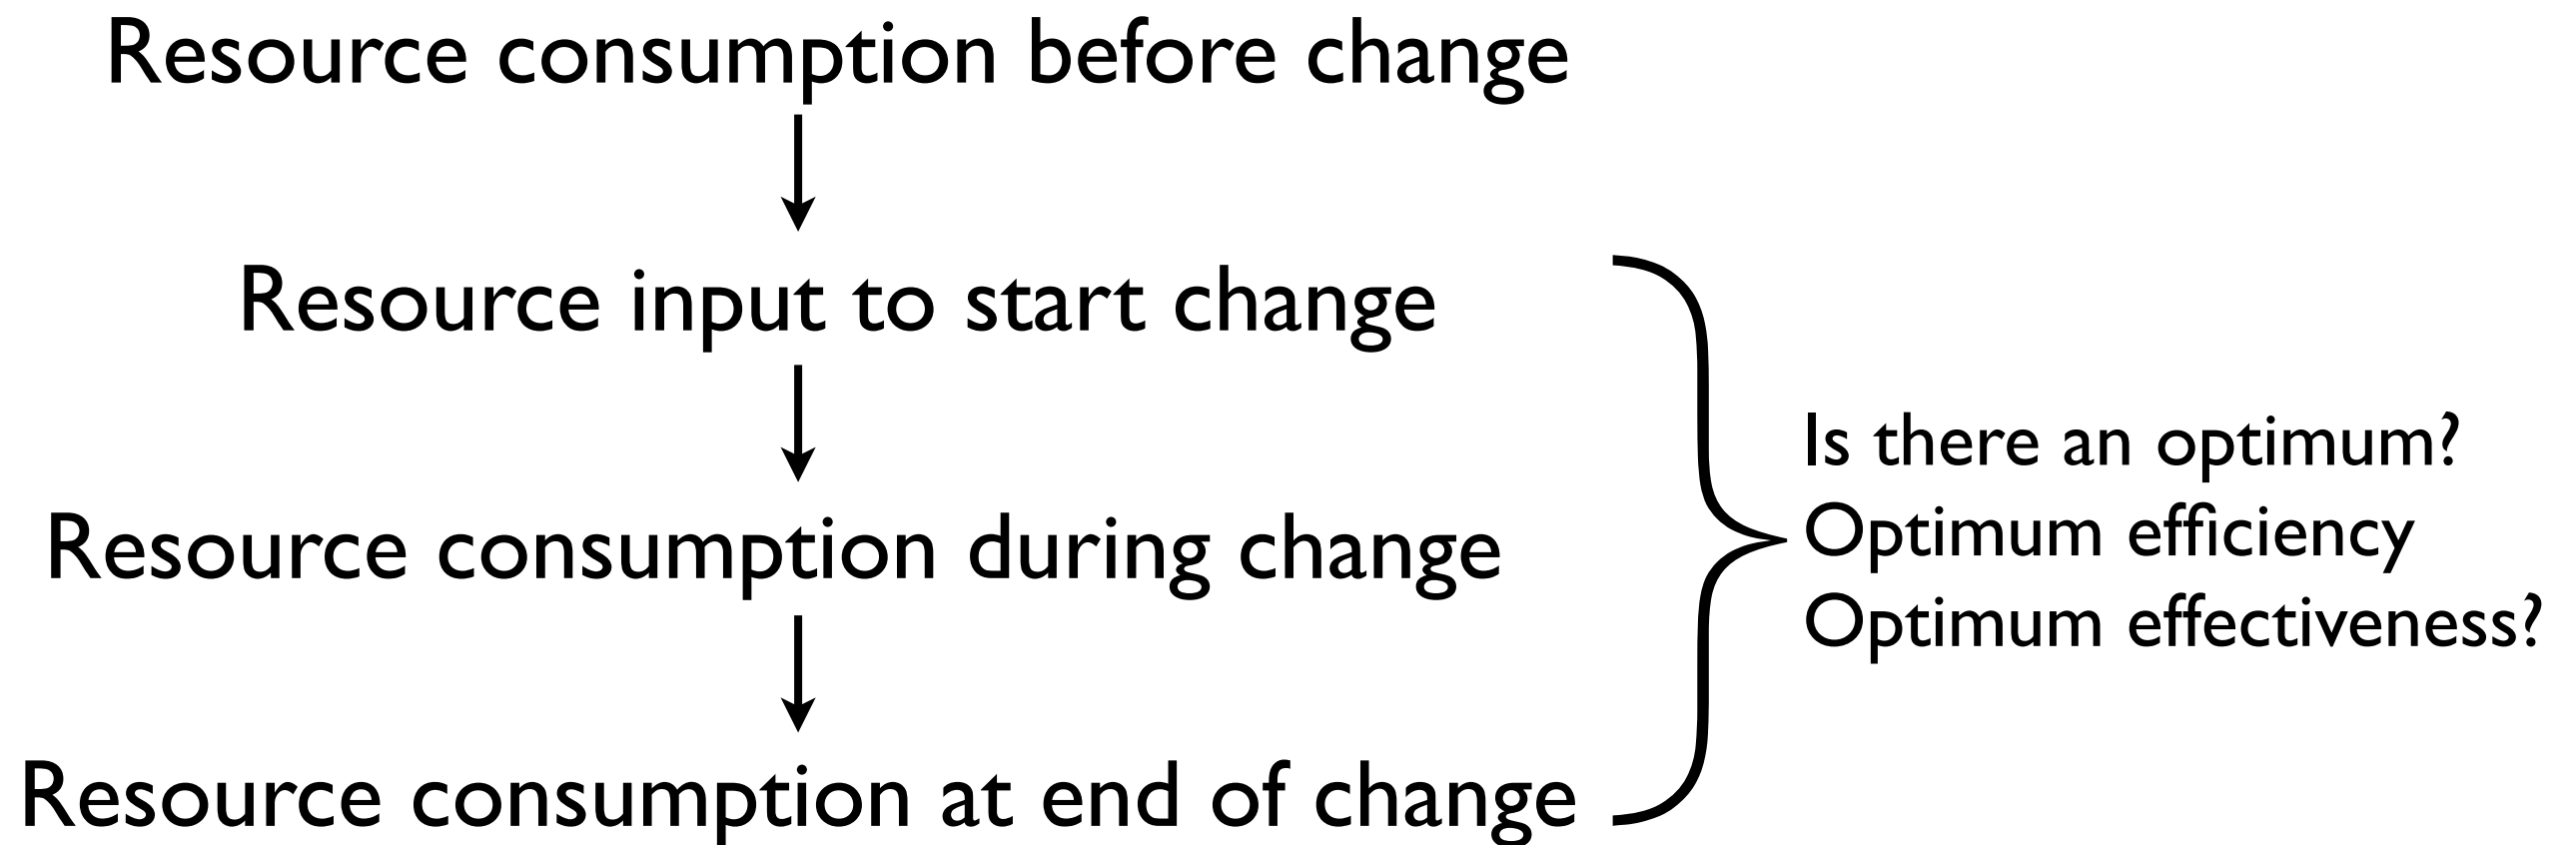 Resource consumption before change
Resource input to start change
Resource consumption during change
Resource consumption at end of change
Is there an optimum?
Optimum efficiency
Optimum effectiveness?